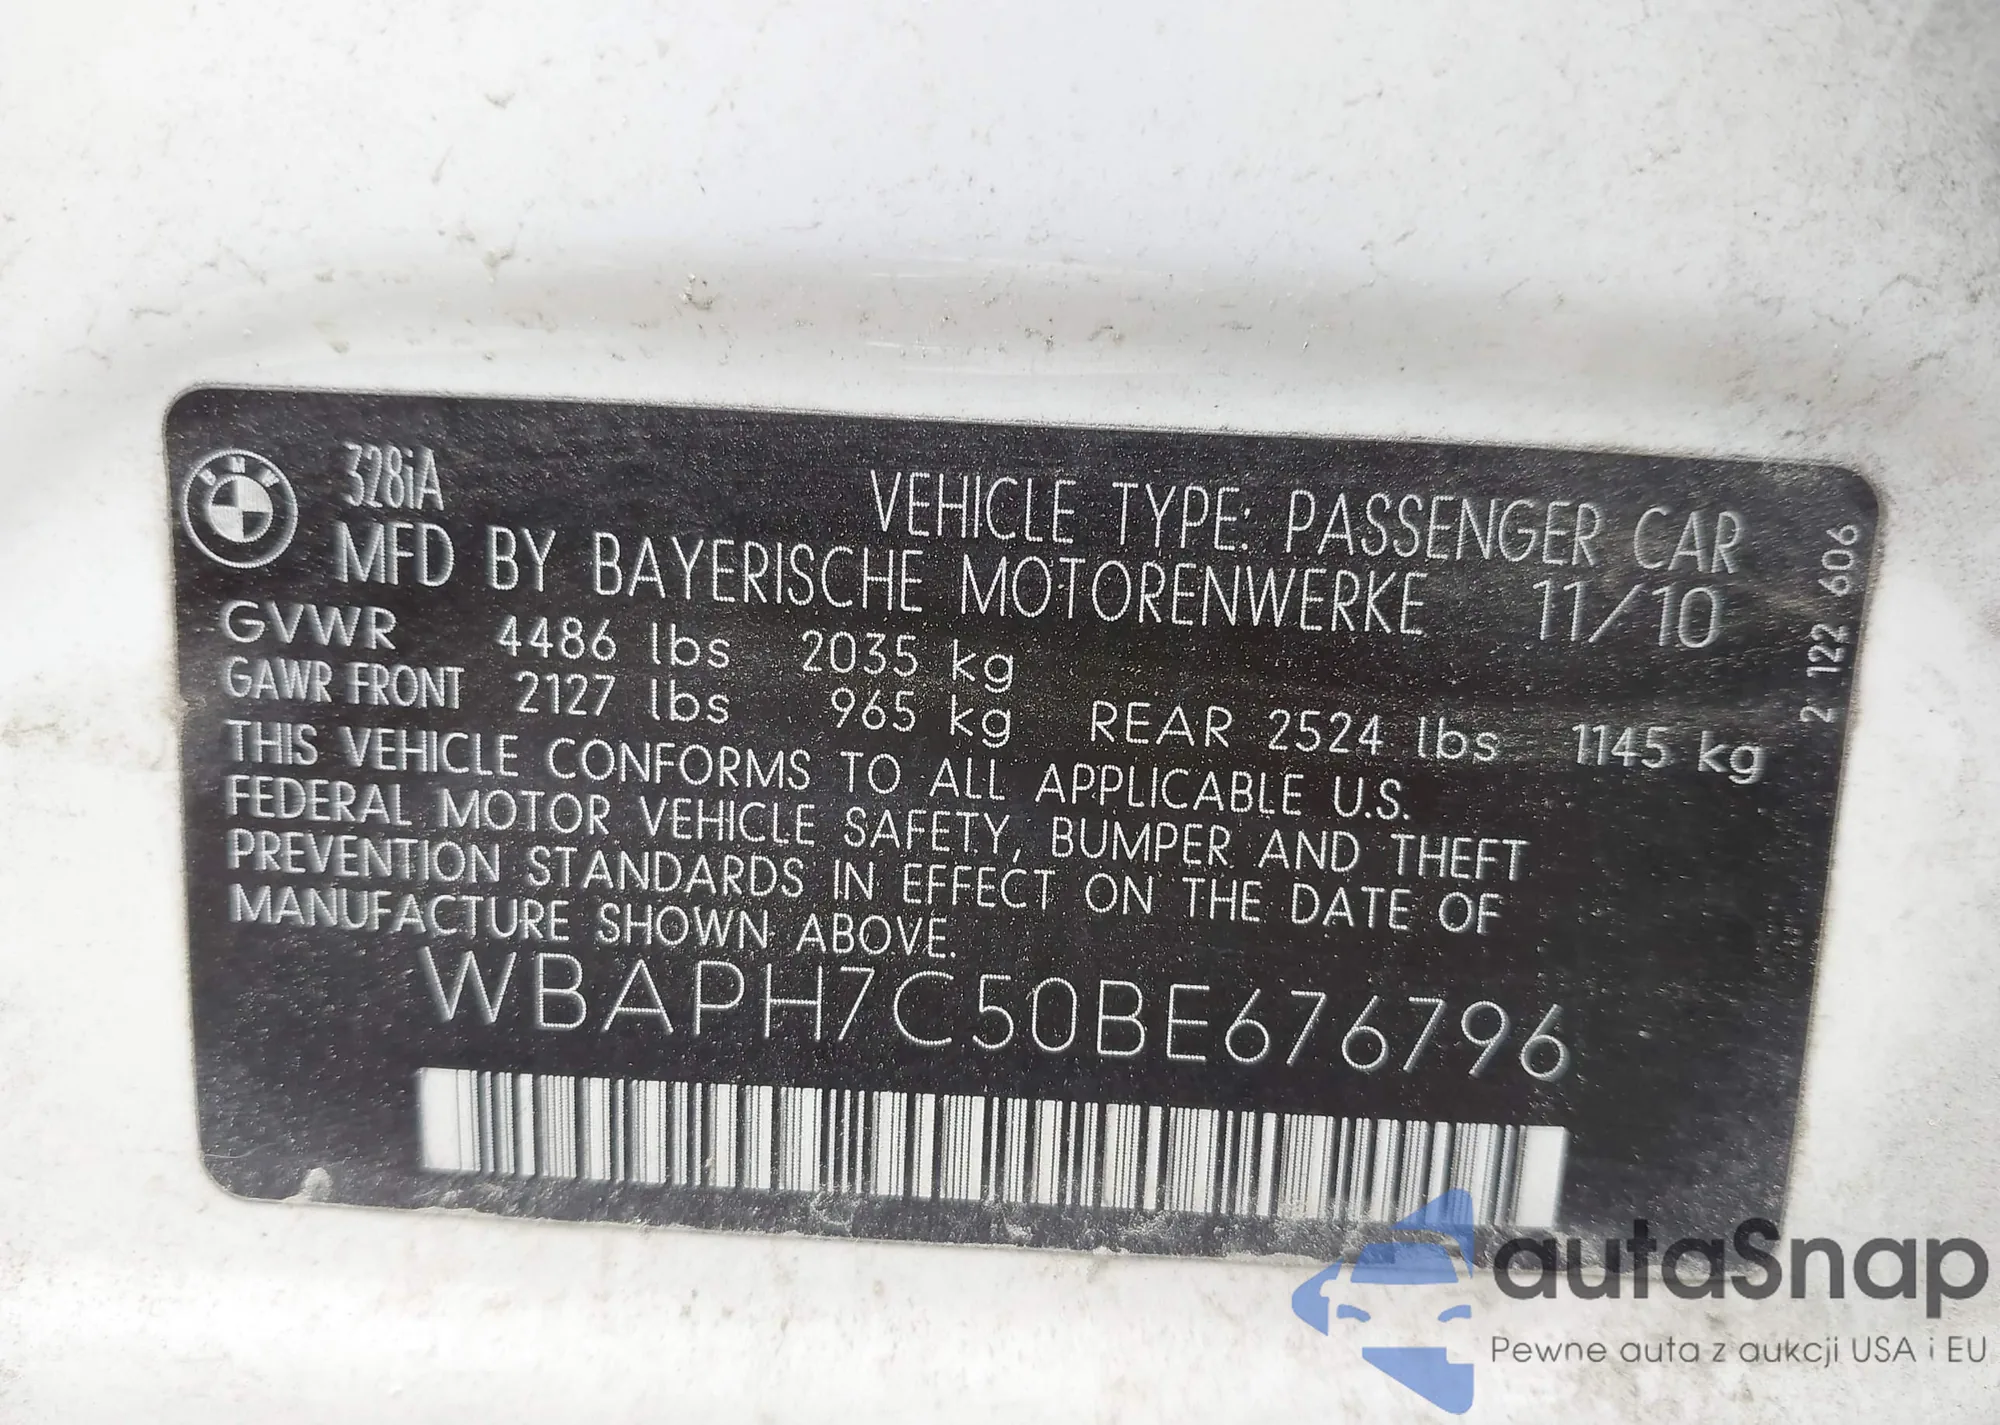 328iA
VEHICLE TYPE: PASSENGER CAR
MFD BY BAYERISCHE MOTORENWERKE 11/10
GVWR 4486 lbs 2035 kg
GAWR FRONT 2127 lbs 965 kg REAR 2524 lbs 1145 kg
THIS VEHICLE CONFORMS TO ALL APPLICABLE U.S.
FEDERAL MOTOR VEHICLE SAFETY, BUMPER AND THEFT
PREVENTION STANDARDS IN EFFECT ON THE DATE OF
MANUFACTURE SHOWN ABOVE.
WBAPH7C50BE676796
2 122 606
autaSnap
Pewne auta z aukcji USA i EU